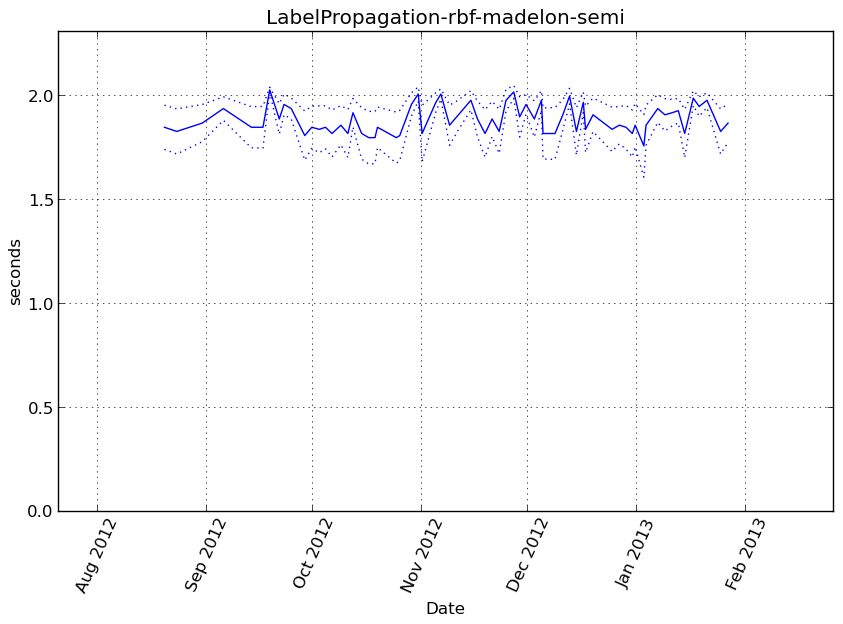 LabelPropagation-rbf-madelon-semi
2.0
1.5
1.0
0.5
0.0
seconds
Aug 2012
Sep 2012
Oct 2012
Nov 2012
Dec 2012
Jan 2013
Feb 2013
Date